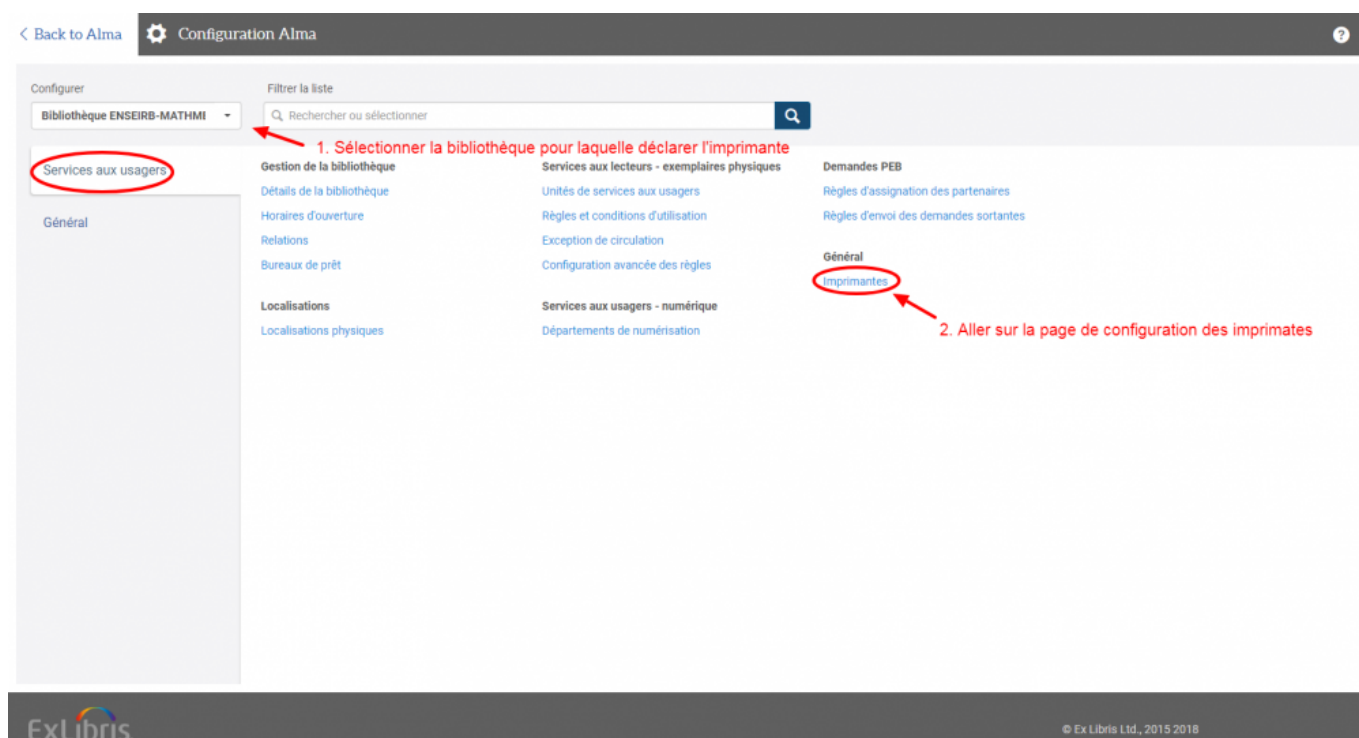 < Back to Alma
Configuration Alma
Configurer
Filtrer la liste
Bibliothèque ENSEIRB-MATHMI
Rechercher ou sélectionner
1. Sélectionner la bibliothèque pour laquelle déclarer l'imprimante
Services aux usagers
Général
Gestion de la bibliothèque
Détails de la bibliothèque
Horaires d'ouverture
Relations
Bureaux de prêt
Localisations
Localisations physiques
Services aux lecteurs - exemplaires physiques
Unités de services aux usagers
Règles et conditions d'utilisation
Exception de circulation
Configuration avancée des règles
Services aux usagers - numérique
Départements de numérisation
Demandes PEB
Règles d'assignation des partenaires
Règles d'envoi des demandes sortantes
Général
Imprimantes
2. Aller sur la page de configuration des imprimates
ExLibris
© Ex Libris Ltd., 2015 2018